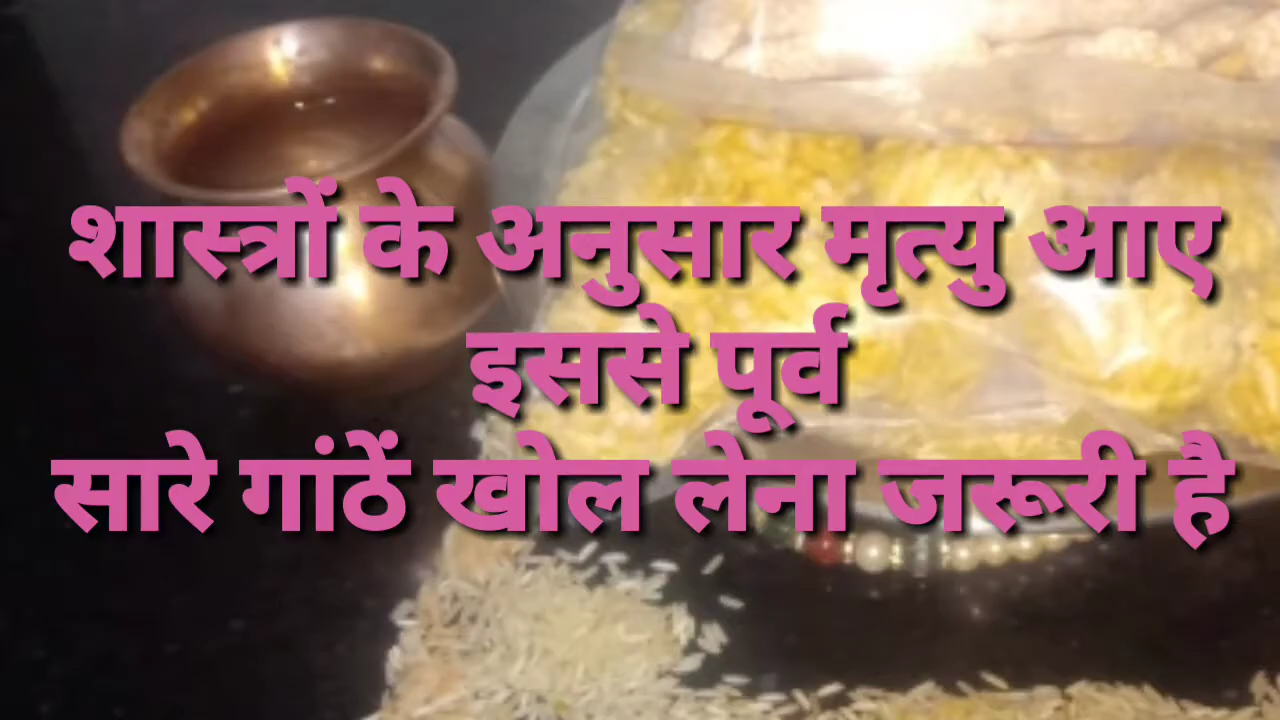 शास्त्रों के अनुसार मृत्यु आए
इससे पूर्व
सारे गांठें खोल लेना जरूरी है